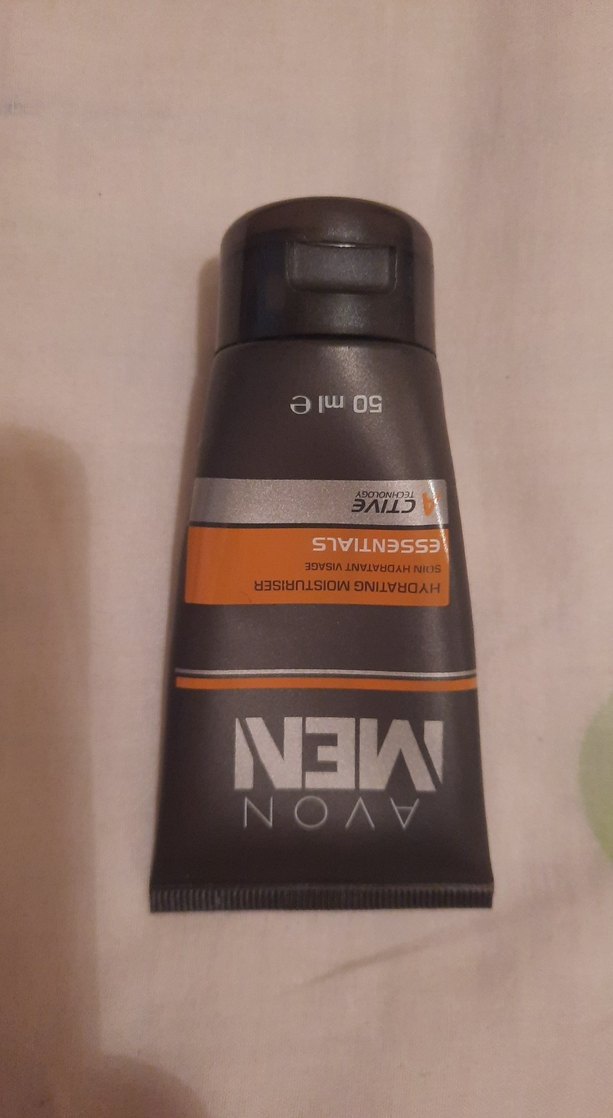 AVON
MEN
HYDRATING MOISTURISER
SOIN HYDRATANT VISAGE
ESSENTIALS
ACTIVE
TECHNOLOGY
50 ml ℮